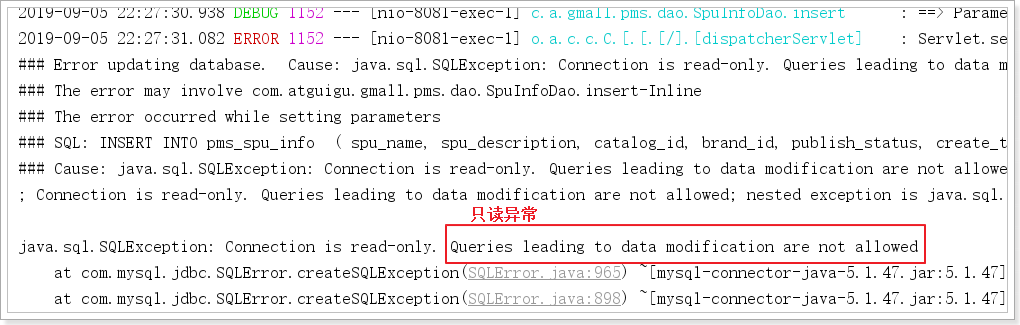 2019-09-05 22:27:30.938 DEBUG 1152 --- [nio-8081-exec-1] c.a.gmall.pms.dao.SpuInfoDao.insert : ==> Parame
2019-09-05 22:27:31.082 ERROR 1152 --- [nio-8081-exec-1] o.a.c.c.C.[.[.[/].[dispatcherServlet] : Servlet.se
### Error updating database. Cause: java.sql.SQLException: Connection is read-only. Queries leading to data m
### The error may involve com.atguigu.gmall.pms.dao.SpuInfoDao.insert-Inline
### The error occurred while setting parameters
### SQL: INSERT INTO pms_spu_info ( spu_name, spu_description, catalog_id, brand_id, publish_status, create_t
### Cause: java.sql.SQLException: Connection is read-only. Queries leading to data modification are not allowe
; Connection is read-only. Queries leading to data modification are not allowed; nested exception is java.sql.
只读异常
java.sql.SQLException: Connection is read-only. Queries leading to data modification are not allowed
at com.mysql.jdbc.SQLError.createSQLException(SQLError.java:965) ~[mysql-connector-java-5.1.47.jar:5.1.47]
at com.mysql.jdbc.SQLError.createSQLException(SQLError.java:898) ~[mysql-connector-java-5.1.47.jar:5.1.47]